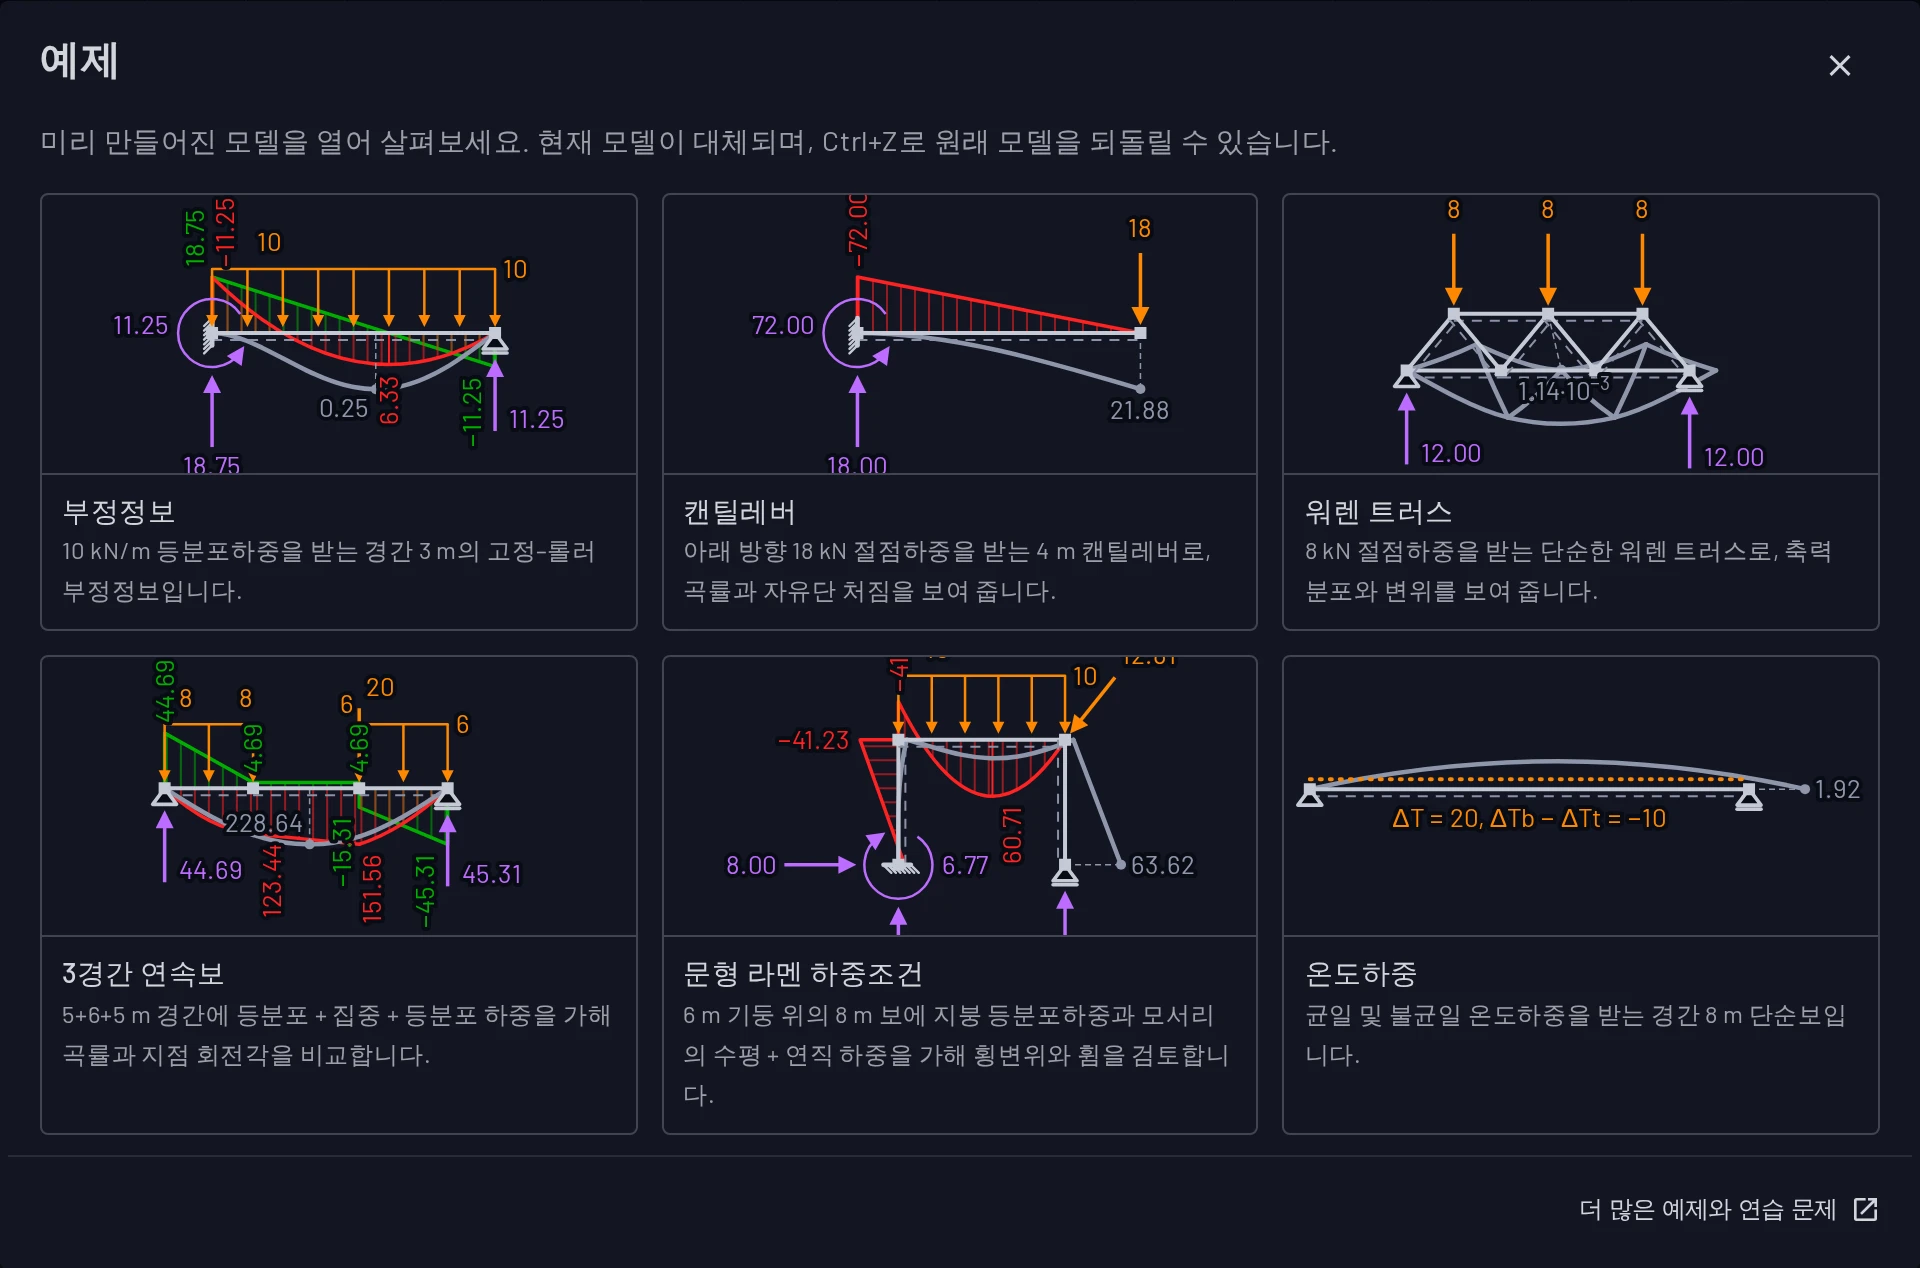 예제
미리 만들어진 모델을 열어 살펴보세요. 현재 모델이 대체되며, Ctrl+Z로 원래 모델을 되돌릴 수 있습니다.
18.75
−11.25
10
10
11.25
0.25
6.33
−11.25
11.25
18.75
부정정보
10 kN/m 등분포하중을 받는 경간 3 m의 고정-롤러
부정정보입니다.
−72.00
18
72.00
21.88
18.00
캔틸레버
아래 방향 18 kN 절점하중을 받는 4 m 캔틸레버로,
곡률과 자유단 처짐을 보여 줍니다.
8
8
8
1.14·10⁻³
12.00
12.00
워렌 트러스
8 kN 절점하중을 받는 단순한 워렌 트러스로, 축력
분포와 변위를 보여 줍니다.
44.69
8
8
4.69
6
20
4.69
6
228.64
44.69
123.44
−15.31
151.56
−45.31
45.31
3경간 연속보
5+6+5 m 경간에 등분포 + 집중 + 등분포 하중을 가해
곡률과 지점 회전각을 비교합니다.
−41
10
−41.23
60.71
8.00
6.77
63.62
문형 라멘 하중조건
6 m 기둥 위의 8 m 보에 지붕 등분포하중과 모서리
의 수평 + 연직 하중을 가해 횡변위와 휨을 검토합니
다.
1.92
ΔT = 20, ΔTb − ΔTt = −10
온도하중
균일 및 불균일 온도하중을 받는 경간 8 m 단순보입
니다.
더 많은 예제와 연습 문제